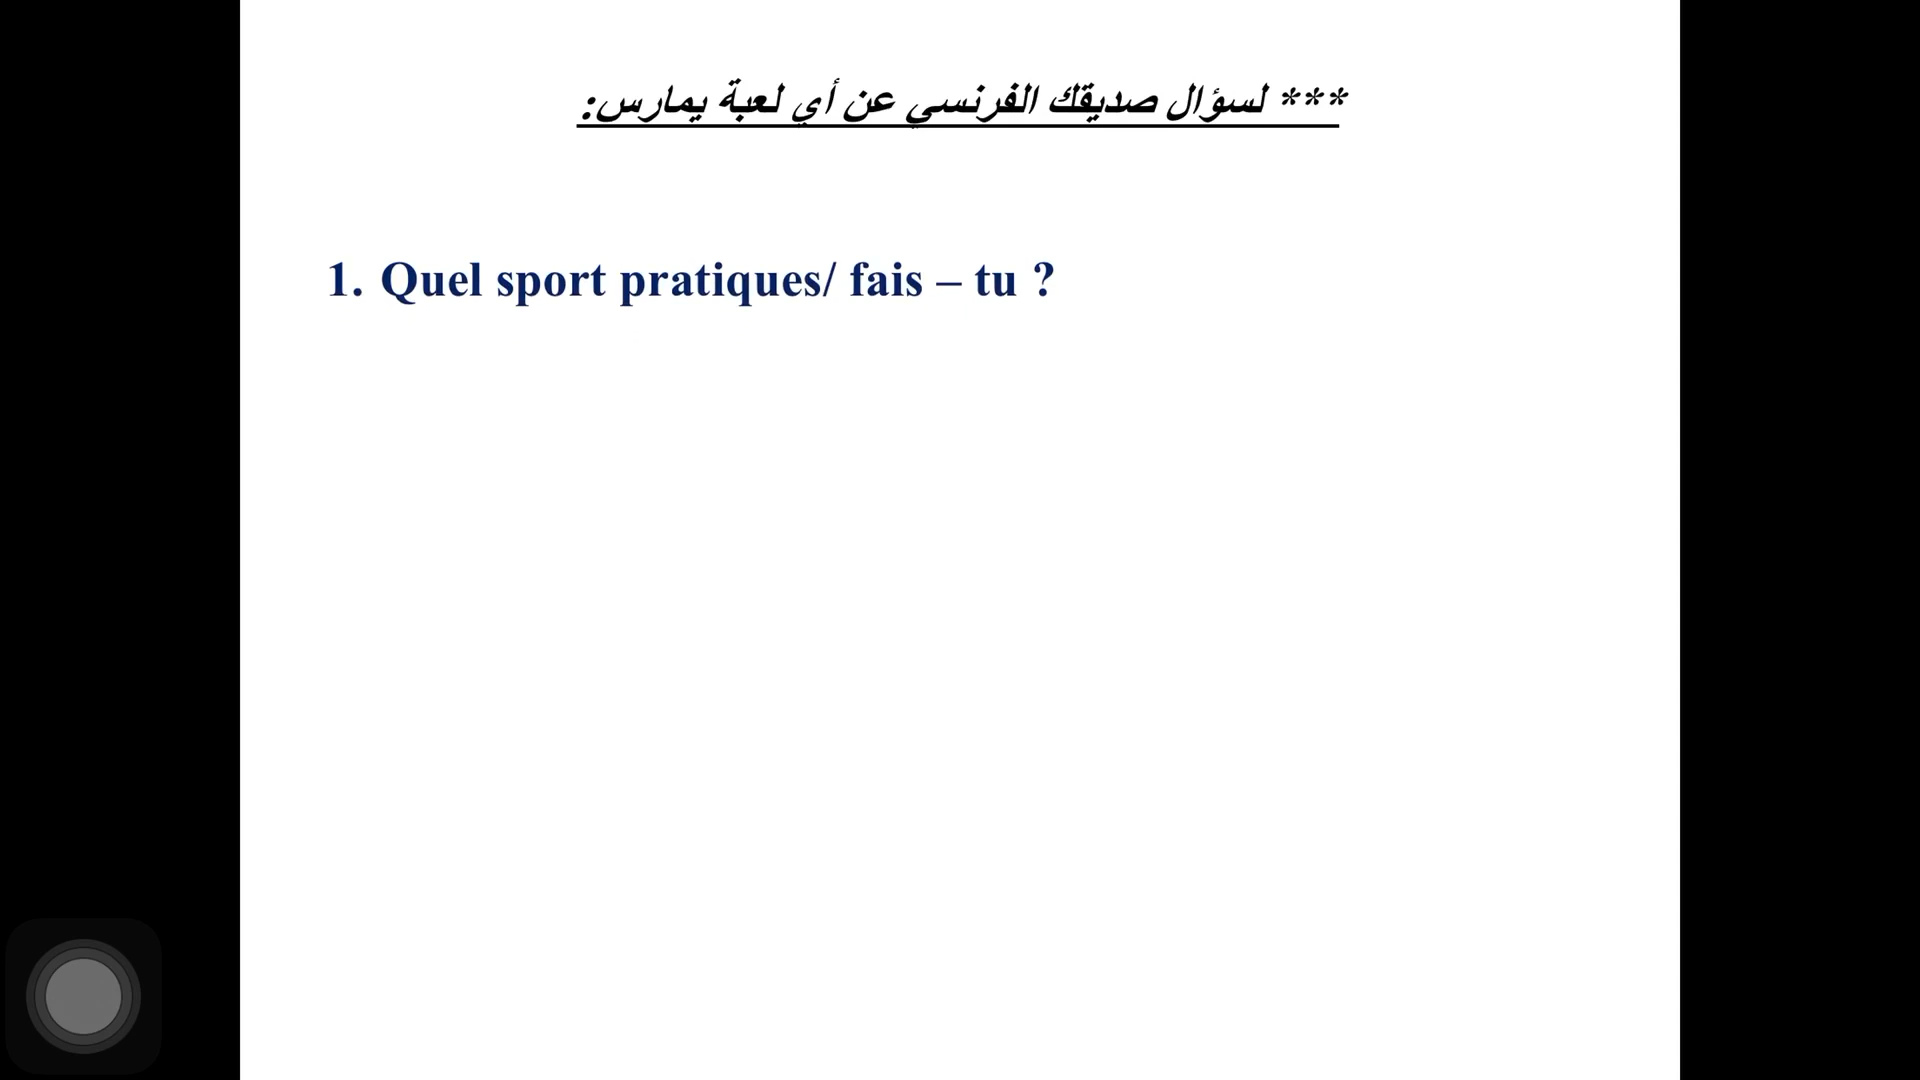 *** لسؤال صديقك الفرنسي عن أي لعبة يمارس:
1. Quel sport pratiques/ fais – tu ?